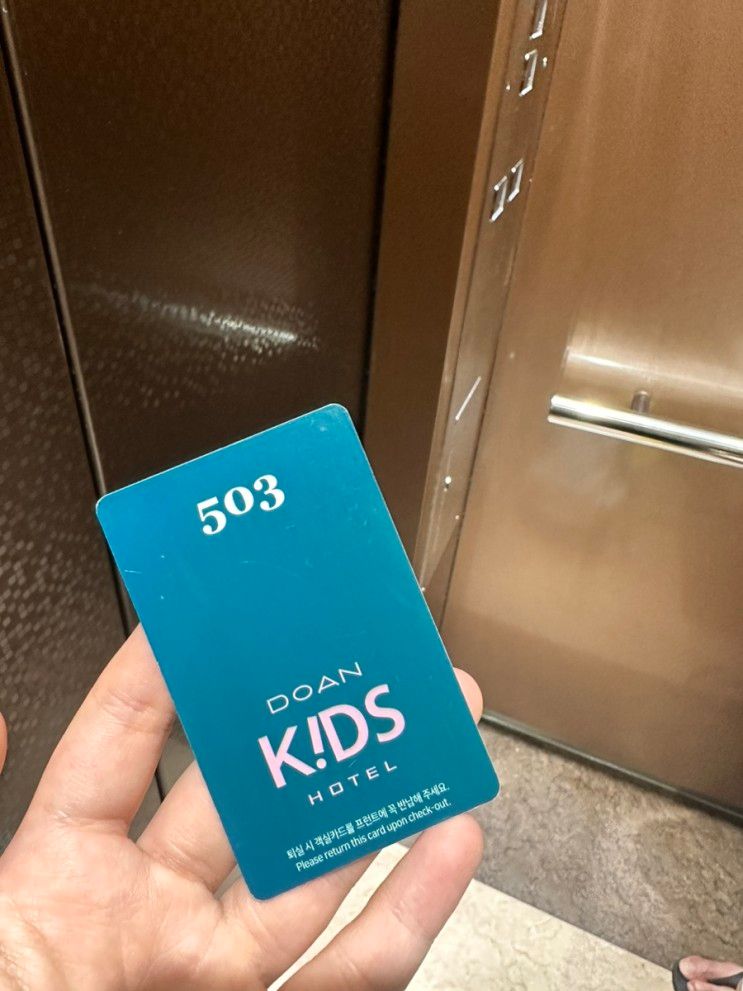 503
DOAN
K!DS
HOTEL
퇴실 시 객실카드를 프런트에 꼭 반납해 주세요.
Please return this card upon check-out.